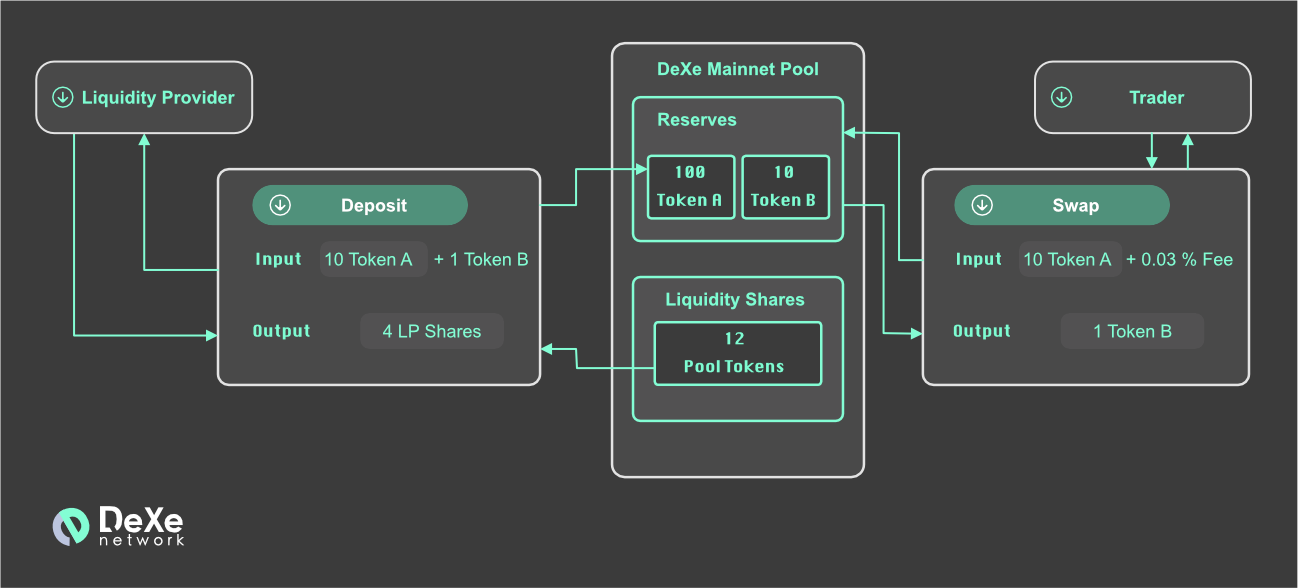 Liquidity Provider
Deposit
Input 10 Token A + 1 Token B
Output 4 LP Shares
DeXe Mainnet Pool
Reserves
100 Token A
10 Token B
Liquidity Shares
12
Pool Tokens
Trader
Swap
Input 10 Token A + 0.03 % Fee
Output 1 Token B
DeXe
network